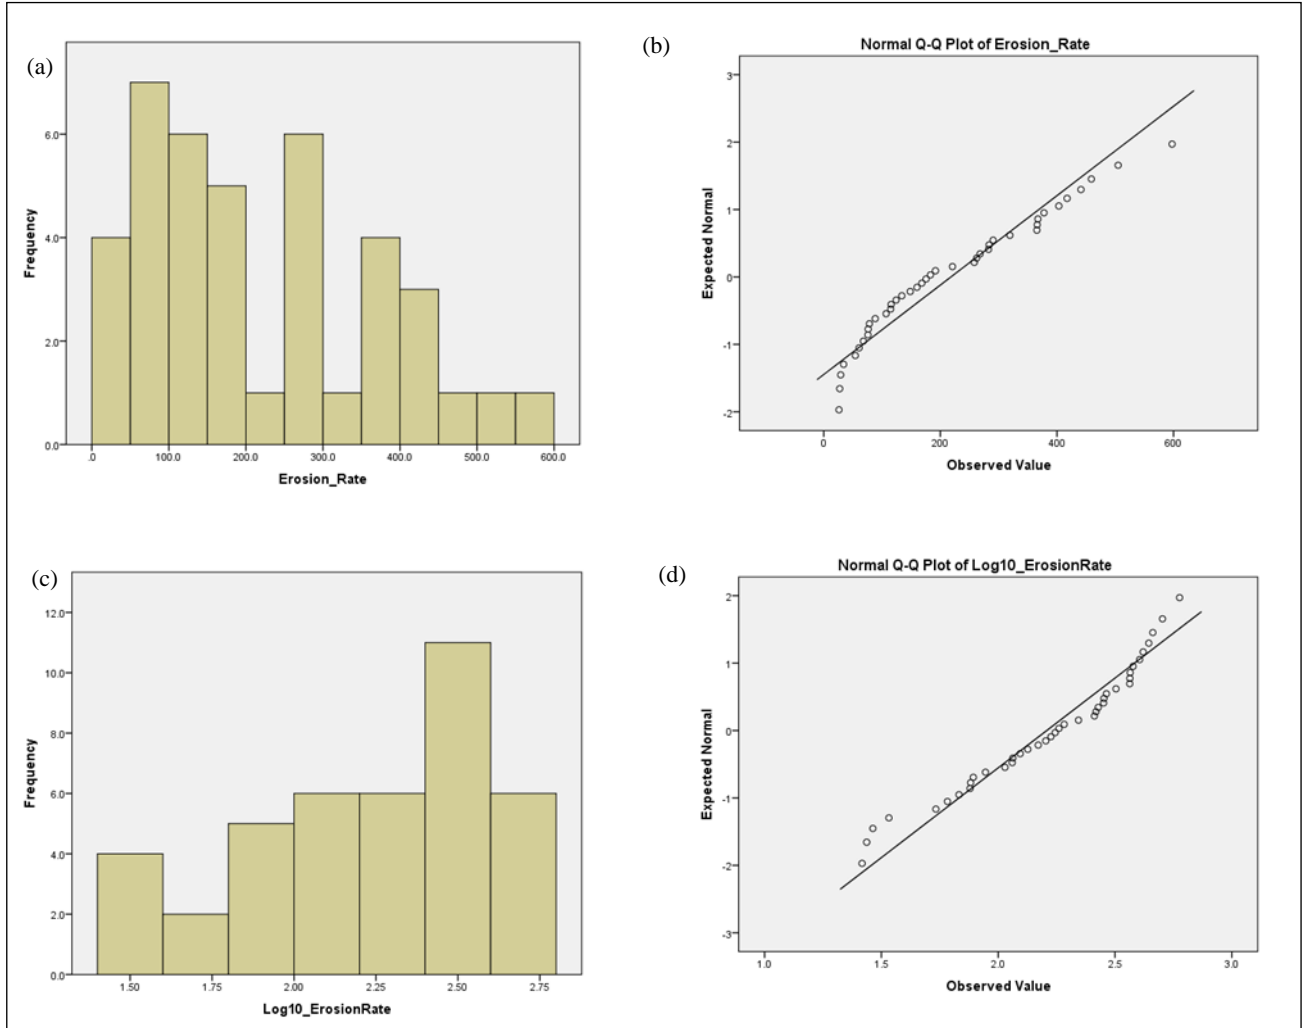 (a)
6.0
4.0
2.0
0.0
Frequency
.0 100.0 200.0 300.0 400.0 500.0 600.0
Erosion_Rate
(b)
Normal Q-Q Plot of Erosion_Rate
3
2
1
0
-1
-2
Expected Normal
0 200 400 600
Observed Value
(c)
12.0
10.0
8.0
6.0
4.0
2.0
0.0
Frequency
1.50 1.75 2.00 2.25 2.50 2.75
Log10_ErosionRate
(d)
Normal Q-Q Plot of Log10_ErosionRate
2
1
0
-1
-2
-3
Expected Normal
1.0 1.5 2.0 2.5 3.0
Observed Value